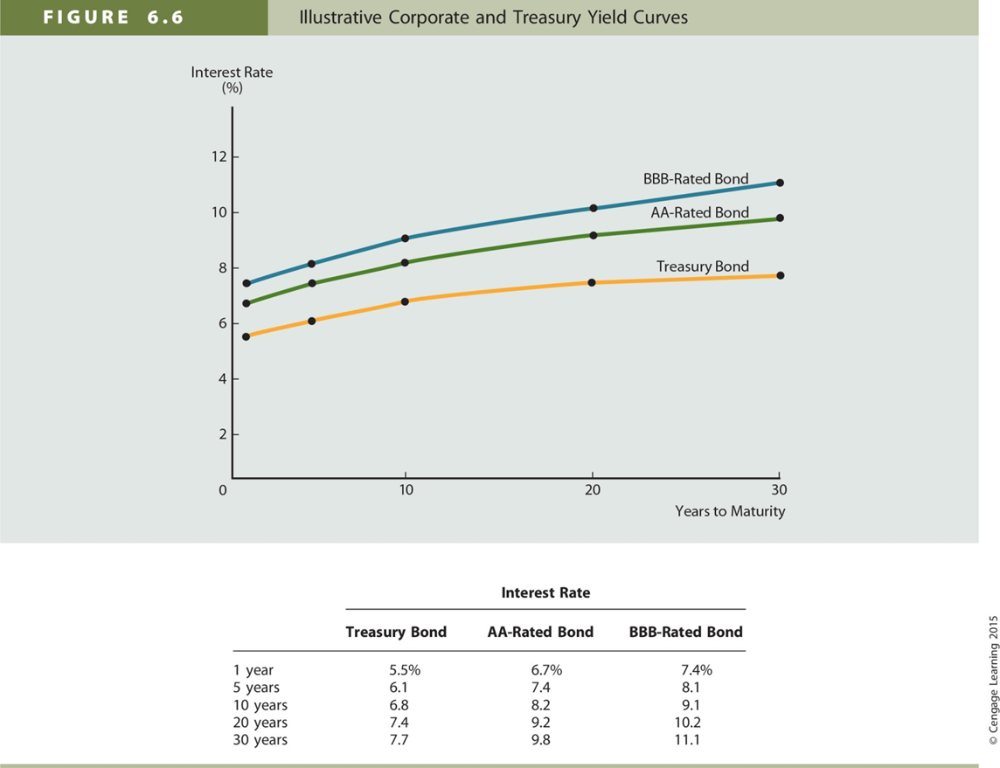 FIGURE 6.6 Illustrative Corporate and Treasury Yield Curves
Interest Rate
(%)
12
10
8
6
4
2
0
10 20 30
Years to Maturity
BBB-Rated Bond
AA-Rated Bond
Treasury Bond
Interest Rate
Treasury Bond AA-Rated Bond BBB-Rated Bond
1 year 5.5% 6.7% 7.4%
5 years 6.1 7.4 8.1
10 years 6.8 8.2 9.1
20 years 7.4 9.2 10.2
30 years 7.7 9.8 11.1
© Cengage Learning 2015